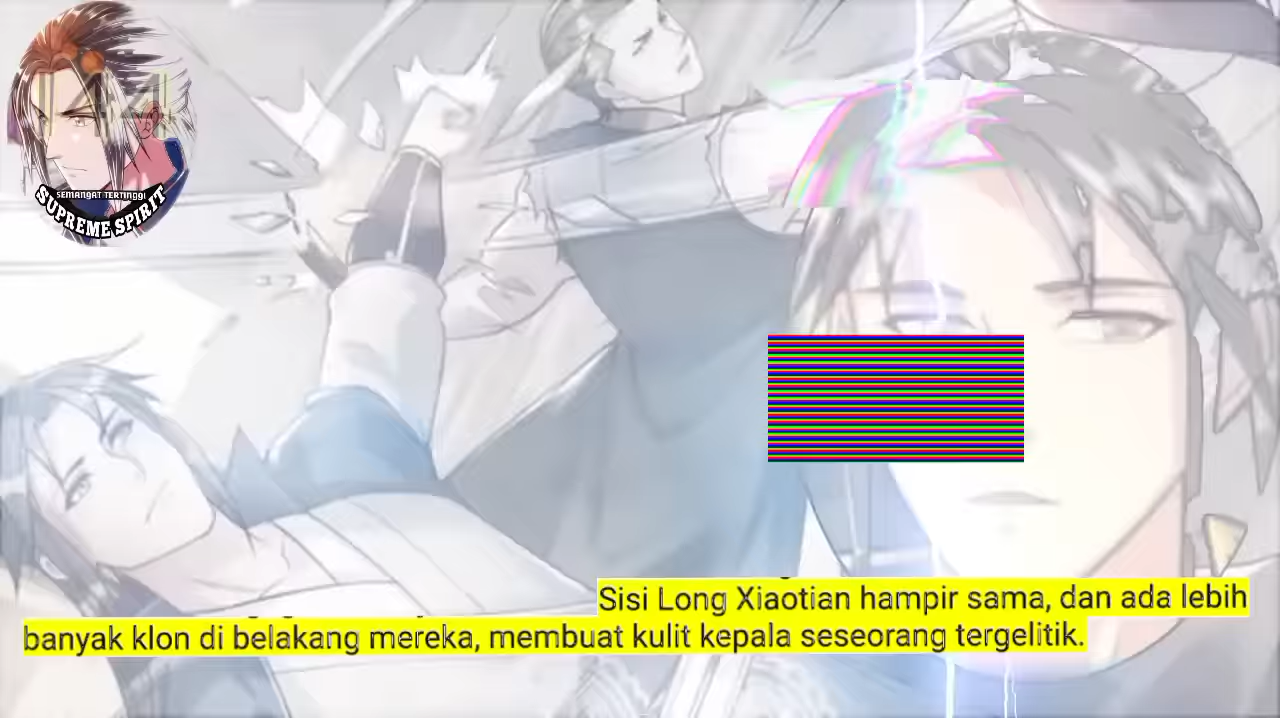 SEMANGAT TERTINGGI
SUPREME SPIRIT
Sisi Long Xiaotian hampir sama, dan ada lebih
banyak klon di belakang mereka, membuat kulit kepala seseorang tergelitik.